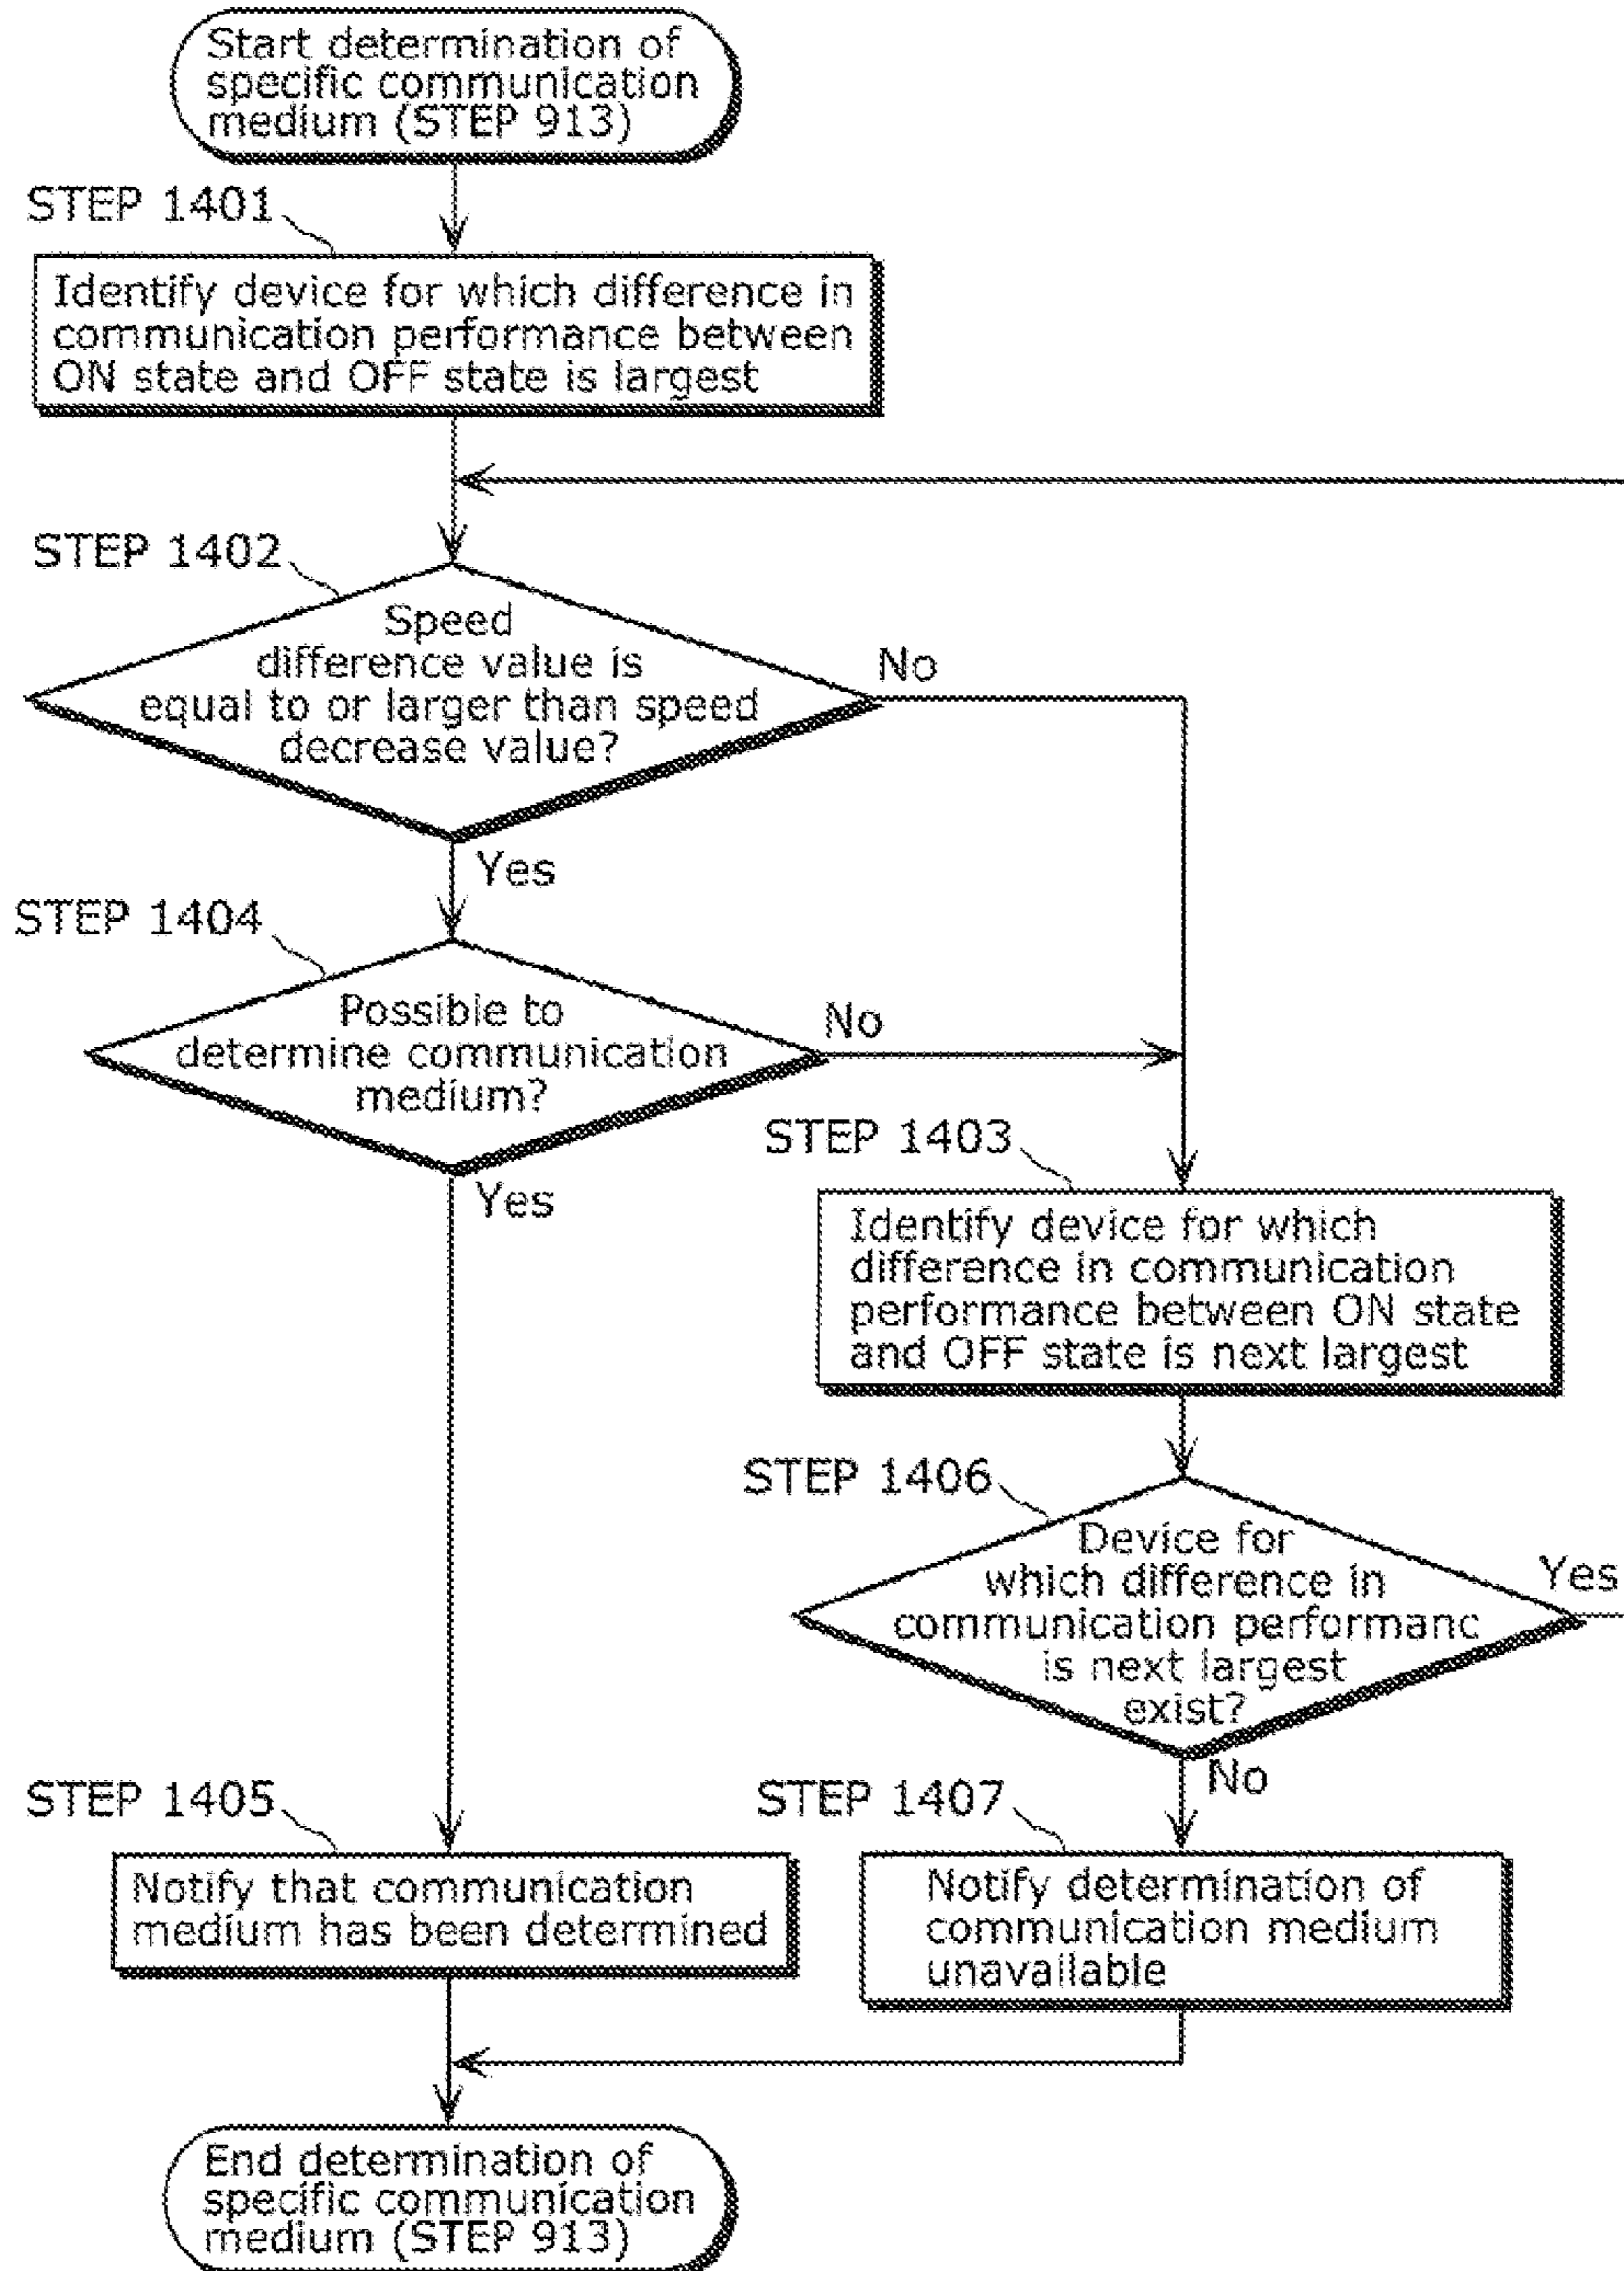 Start determination of
specific communication
medium (STEP 913)
STEP 1401
Identify device for which difference in
communication performance between
ON state and OFF state is largest
STEP 1402
Speed
difference value is
equal to or larger than speed
decrease value?
No
Yes
STEP 1404
Possible to
determine communication
medium?
No
Yes
STEP 1403
Identify device for which
difference in communication
performance between ON state
and OFF state is next largest
STEP 1406
Device for
which difference in
communication performanc
is next largest
exist?
Yes
No
STEP 1405
Notify that communication
medium has been determined
STEP 1407
Notify determination of
communication medium
unavailable
End determination of
specific communication
medium (STEP 913)